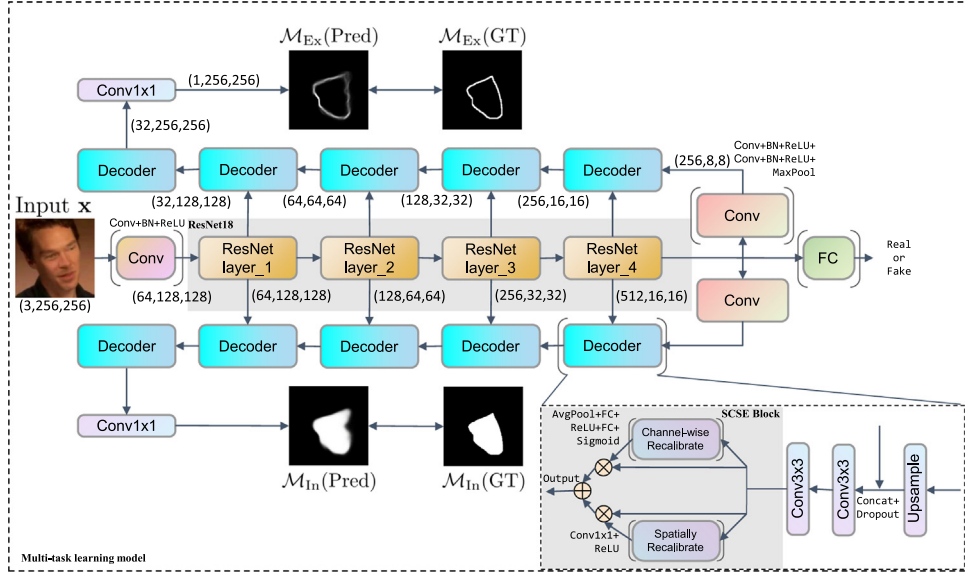 M_Ex(Pred)
M_Ex(GT)
(1,256,256)
Conv1x1
(32,256,256)
Conv+BN+ReLU+
Conv+BN+ReLU+
MaxPool
(256,8,8)
Decoder
Decoder
Decoder
Decoder
Decoder
(32,128,128)
(64,64,64)
(128,32,32)
(256,16,16)
Input x
Conv+BN+ReLU
ResNet18
Conv
Conv
ResNet
layer_1
ResNet
layer_2
ResNet
layer_3
ResNet
layer_4
FC
Real
or
Fake
(3,256,256)
(64,128,128)
(64,128,128)
(128,64,64)
(256,32,32)
(512,16,16)
Conv
Decoder
Decoder
Decoder
Decoder
Decoder
Conv1x1
M_In(Pred)
M_In(GT)
SCSE Block
AvgPool+FC+
ReLU+FC+
Sigmoid
Channel-wise
Recalibrate
Output
Conv1x1+
ReLU
Spatially
Recalibrate
Conv3x3
Conv3x3
Concat+
Dropout
Upsample
Multi-task learning model